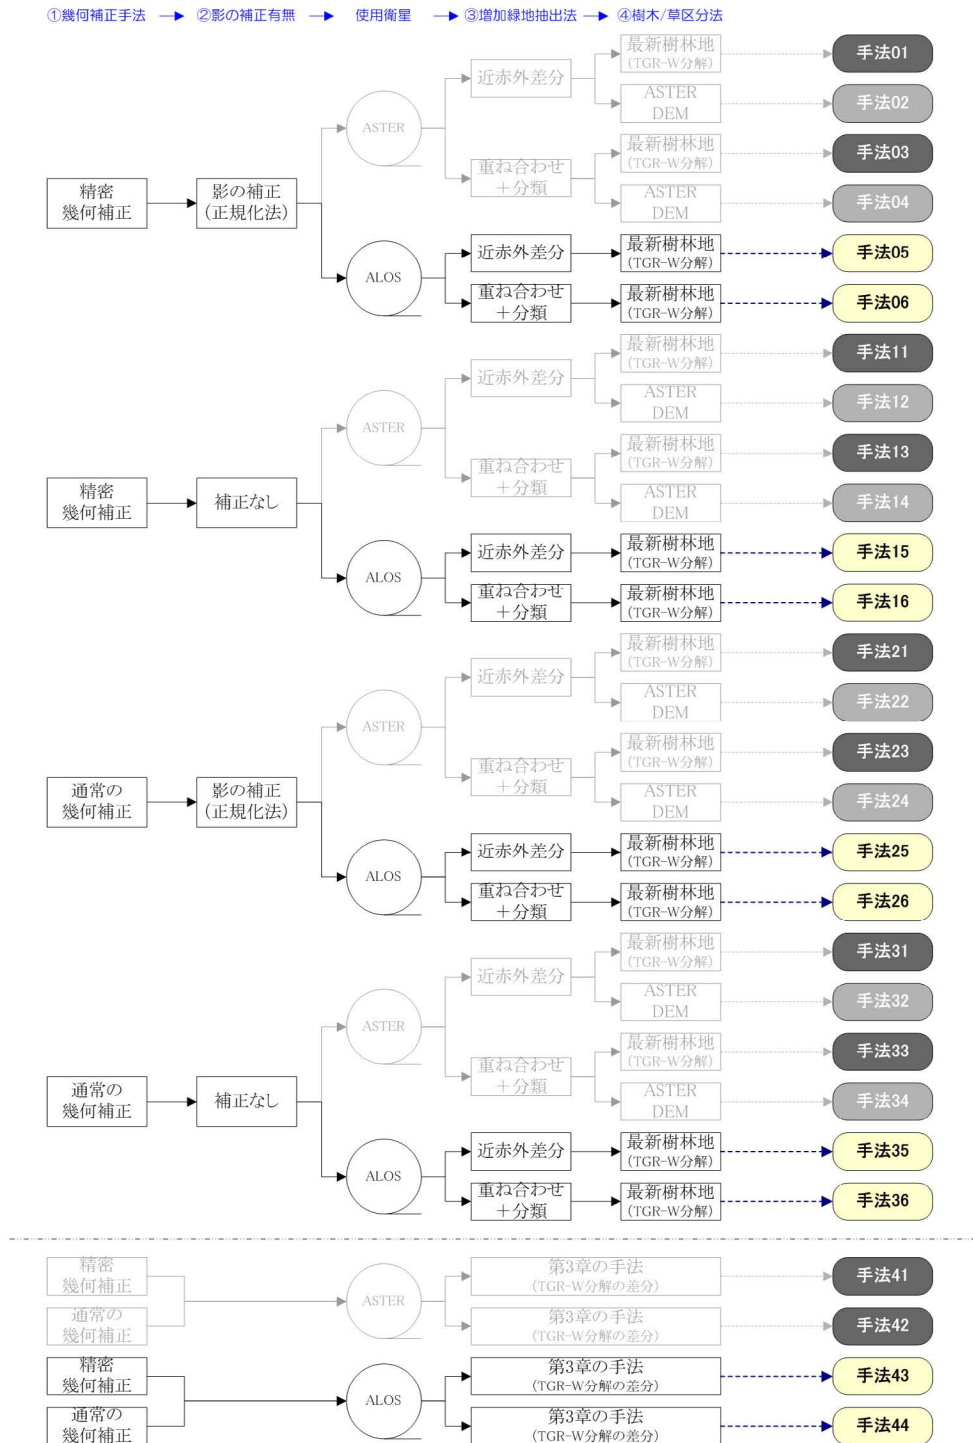 ①幾何補正手法 → ②影の補正有無 → 使用衛星 → ③増加緑地抽出法 → ④樹木/草区分法
精密
幾何補正
影の補正
(正規化法)
ASTER
近赤外差分
最新樹林地
(TGR-W分解)
手法01
ASTER
DEM
手法02
重ね合わせ
＋分類
最新樹林地
(TGR-W分解)
手法03
ASTER
DEM
手法04
ALOS
近赤外差分
最新樹林地
(TGR-W分解)
手法05
重ね合わせ
＋分類
最新樹林地
(TGR-W分解)
手法06
精密
幾何補正
補正なし
ASTER
近赤外差分
最新樹林地
(TGR-W分解)
手法11
ASTER
DEM
手法12
重ね合わせ
＋分類
最新樹林地
(TGR-W分解)
手法13
ASTER
DEM
手法14
ALOS
近赤外差分
最新樹林地
(TGR-W分解)
手法15
重ね合わせ
＋分類
最新樹林地
(TGR-W分解)
手法16
通常の
幾何補正
影の補正
(正規化法)
ASTER
近赤外差分
最新樹林地
(TGR-W分解)
手法21
ASTER
DEM
手法22
重ね合わせ
＋分類
最新樹林地
(TGR-W分解)
手法23
ASTER
DEM
手法24
ALOS
近赤外差分
最新樹林地
(TGR-W分解)
手法25
重ね合わせ
＋分類
最新樹林地
(TGR-W分解)
手法26
通常の
幾何補正
補正なし
ASTER
近赤外差分
最新樹林地
(TGR-W分解)
手法31
ASTER
DEM
手法32
重ね合わせ
＋分類
最新樹林地
(TGR-W分解)
手法33
ASTER
DEM
手法34
ALOS
近赤外差分
最新樹林地
(TGR-W分解)
手法35
重ね合わせ
＋分類
最新樹林地
(TGR-W分解)
手法36
精密
幾何補正
通常の
幾何補正
ASTER
第3章の手法
(TGR-W分解の差分)
手法41
第3章の手法
(TGR-W分解の差分)
手法42
精密
幾何補正
通常の
幾何補正
ALOS
第3章の手法
(TGR-W分解の差分)
手法43
第3章の手法
(TGR-W分解の差分)
手法44